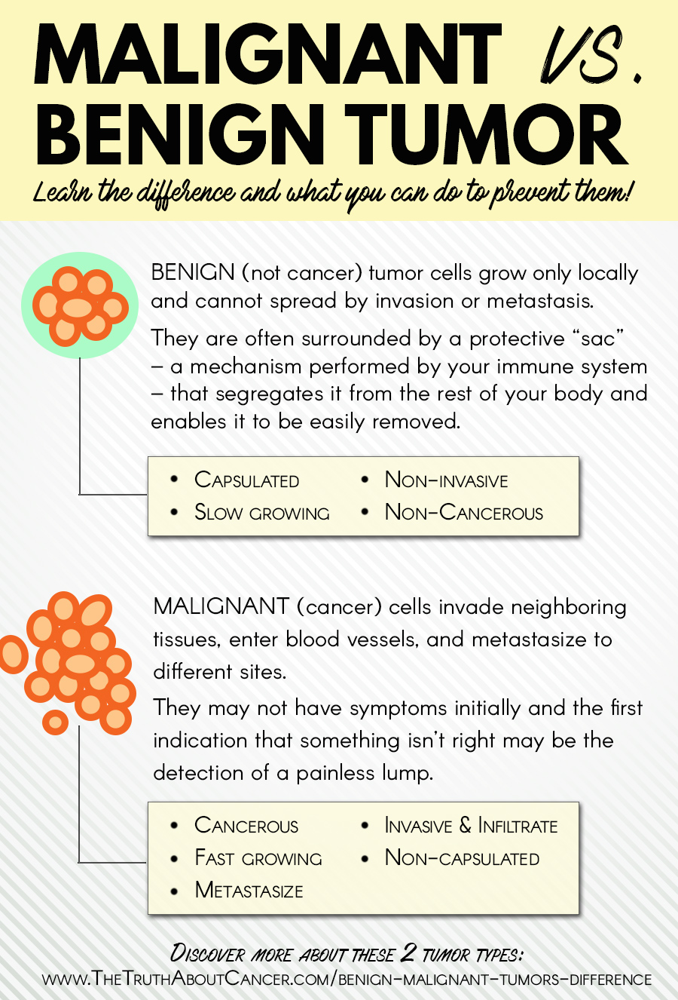 MALIGNANT VS.
BENIGN TUMOR
Learn the difference and what you can do to prevent them!
BENIGN (not cancer) tumor cells grow only locally
and cannot spread by invasion or metastasis.
They are often surrounded by a protective “sac”
– a mechanism performed by your immune system
– that segregates it from the rest of your body and
enables it to be easily removed.
• Capsulated
• Slow growing
• Non-invasive
• Non-Cancerous
MALIGNANT (cancer) cells invade neighboring
tissues, enter blood vessels, and metastasize to
different sites.
They may not have symptoms initially and the first
indication that something isn’t right may be the
detection of a painless lump.
• Cancerous
• Fast growing
• Metastasize
• Invasive & Infiltrate
• Non-capsulated
Discover more about these 2 tumor types:
www.TheTruthAboutCancer.com/benign-malignant-tumors-difference